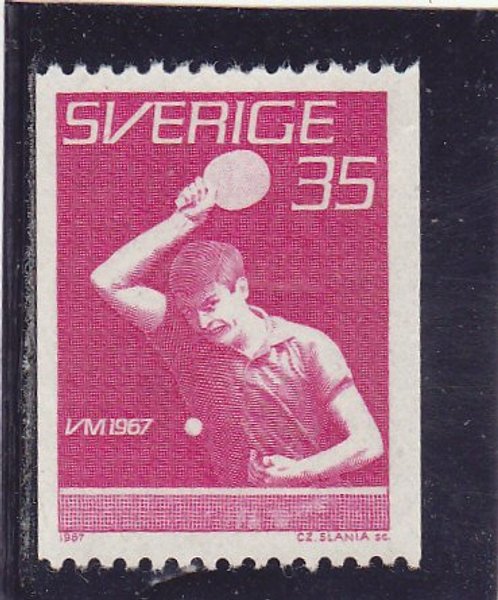 SVERIGE
35
VM 1967
1967
CZ. SLANIA sc.